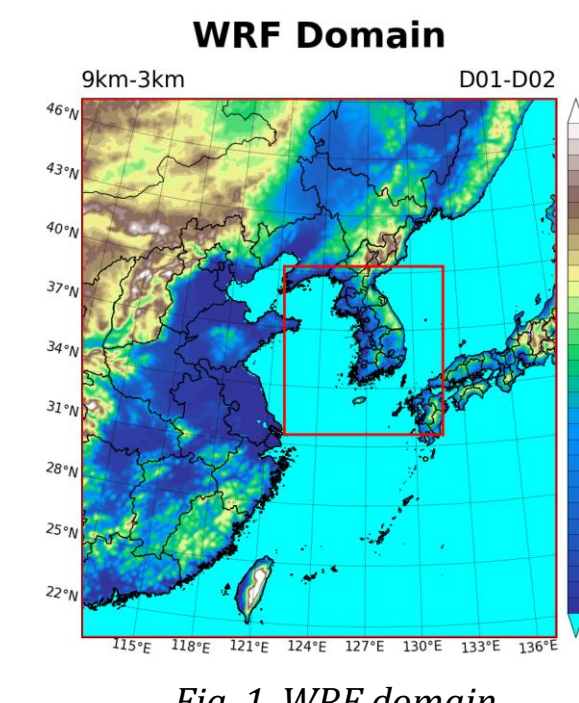 WRF Domain
9km-3km D01-D02
46°N
43°N
40°N
37°N
34°N
31°N
28°N
25°N
22°N
115°E 118°E 121°E 124°E 127°E 130°E 133°E 136°E
Fig. 1. WRF domain